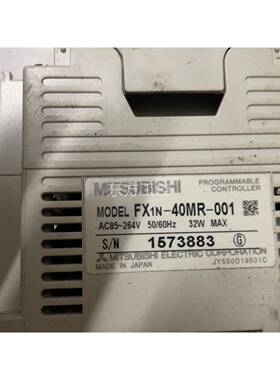 MITSUBISHI
PROGRAMMABLE
CONTROLLER
MODEL FX1N-40MR-001
AC85-264V 50/60Hz 32W MAX
S/N 1573883 G
MITSUBISHI ELECTRIC CORPORATION
MADE IN JAPAN JY550D19501C